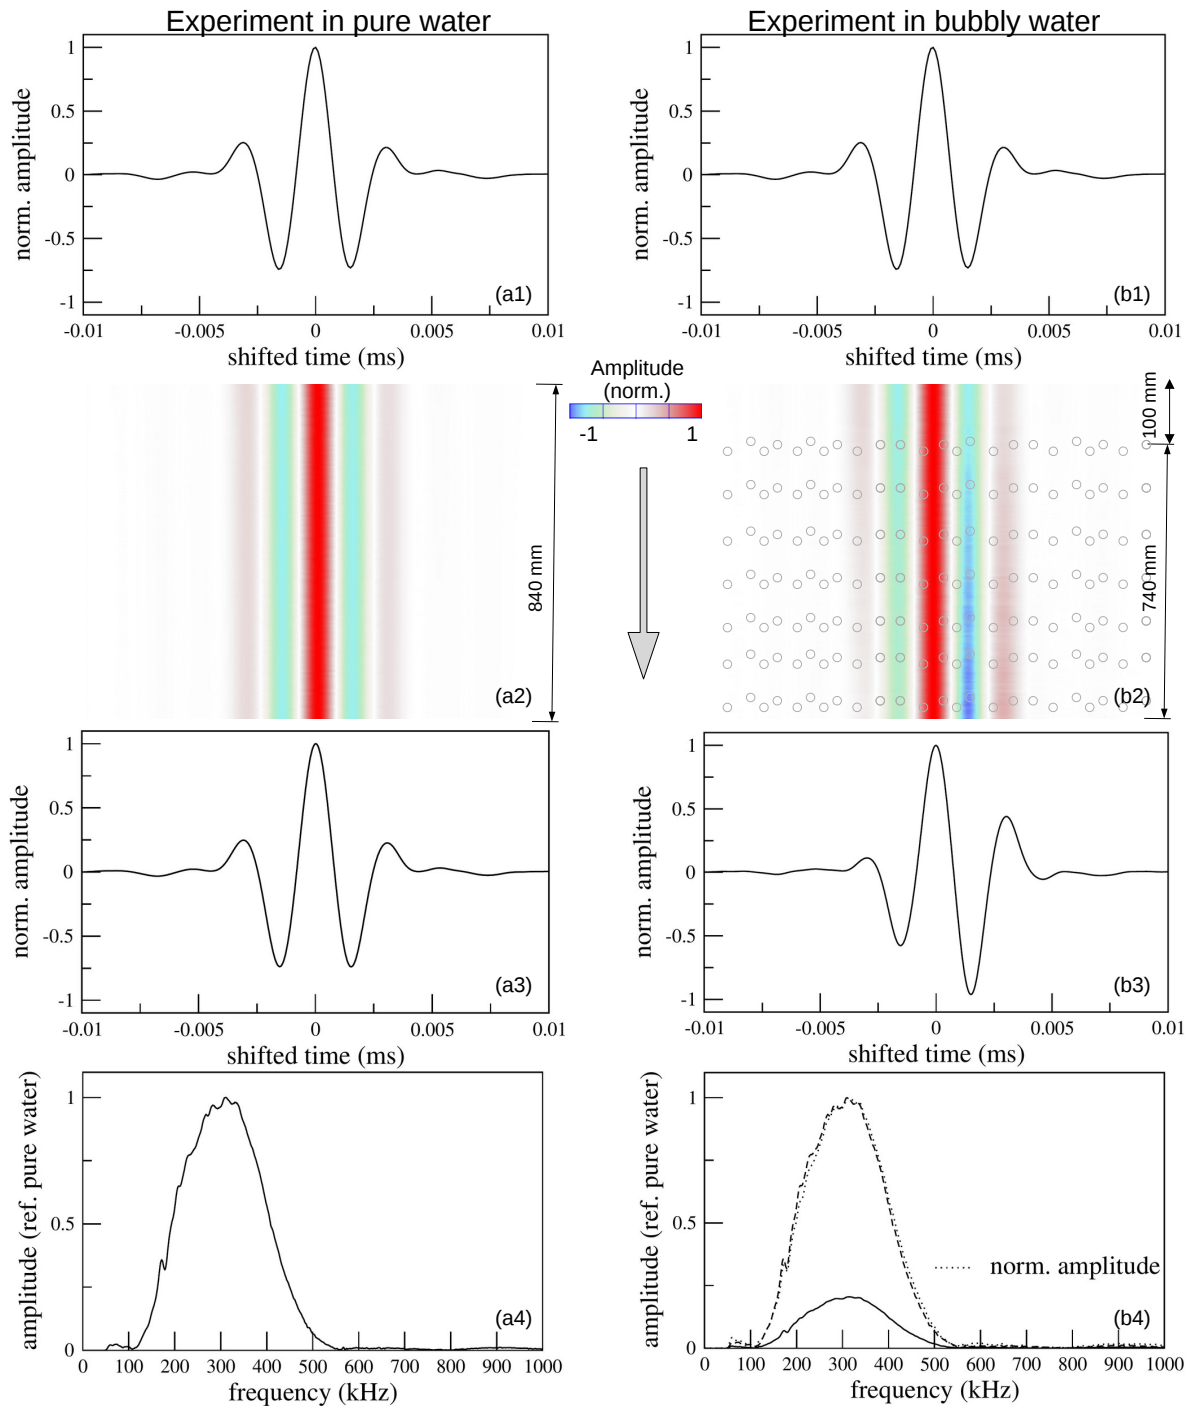 Experiment in pure water
Experiment in bubbly water
norm. amplitude
1
0.5
0
-0.5
-1
(a1)
-0.01
-0.005
0
0.005
0.01
shifted time (ms)
norm. amplitude
1
0.5
0
-0.5
-1
(b1)
-0.01
-0.005
0
0.005
0.01
shifted time (ms)
Amplitude
(norm.)
-1
1
840 mm
(a2)
100 mm
740 mm
(b2)
norm. amplitude
1
0.5
0
-0.5
-1
(a3)
-0.01
-0.005
0
0.005
0.01
shifted time (ms)
norm. amplitude
1
0.5
0
-0.5
-1
(b3)
-0.01
-0.005
0
0.005
0.01
shifted time (ms)
amplitude (ref. pure water)
1
0.5
0
(a4)
0
100
200
300
400
500
600
700
800
900
1000
frequency (kHz)
amplitude (ref. pure water)
1
0.5
0
norm. amplitude
(b4)
0
100
200
300
400
500
600
700
800
900
1000
frequency (kHz)